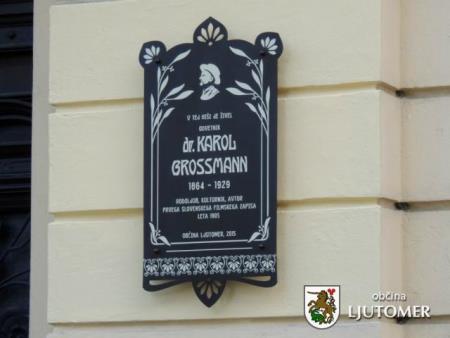 V TEJ HIŠI JE ŽIVEL
ODVETNIK
dr. KAROL
GROSSMANN
1864 - 1929
RODOLJUB, KULTURNIK, AVTOR
PRVEGA SLOVENSKEGA FILMSKEGA ZAPISA
LETA 1905
OBČINA LJUTOMER, 2015
občina
LJUTOMER